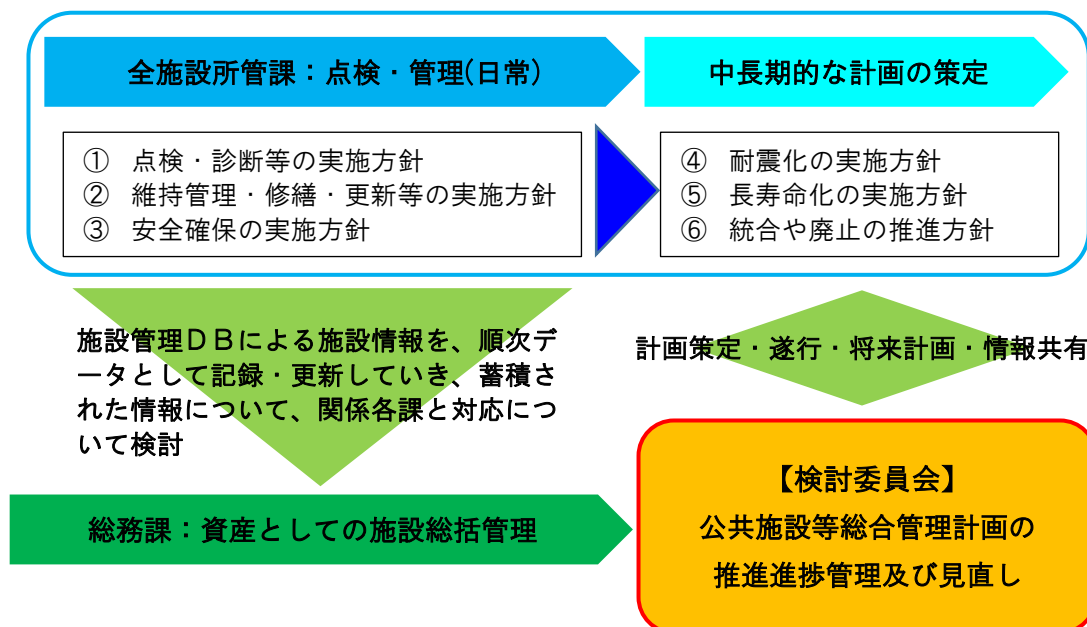 全施設所管課：点検・管理(日常)
中長期的な計画の策定
① 点検・診断等の実施方針
② 維持管理・修繕・更新等の実施方針
③ 安全確保の実施方針
④ 耐震化の実施方針
⑤ 長寿命化の実施方針
⑥ 統合や廃止の推進方針
施設管理ＤＢによる施設情報を、順次デ
ータとして記録・更新していき、蓄積さ
れた情報について、関係各課と対応につ
いて検討
計画策定・遂行・将来計画・情報共有
総務課：資産としての施設総括管理
【検討委員会】
公共施設等総合管理計画の
推進進捗管理及び見直し